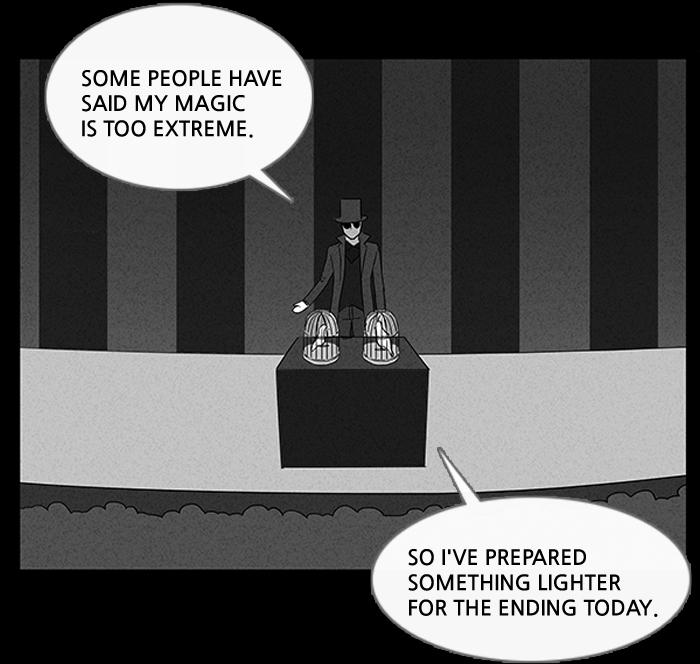 SOME PEOPLE HAVE
SAID MY MAGIC
IS TOO EXTREME.
SO I'VE PREPARED
SOMETHING LIGHTER
FOR THE ENDING TODAY.